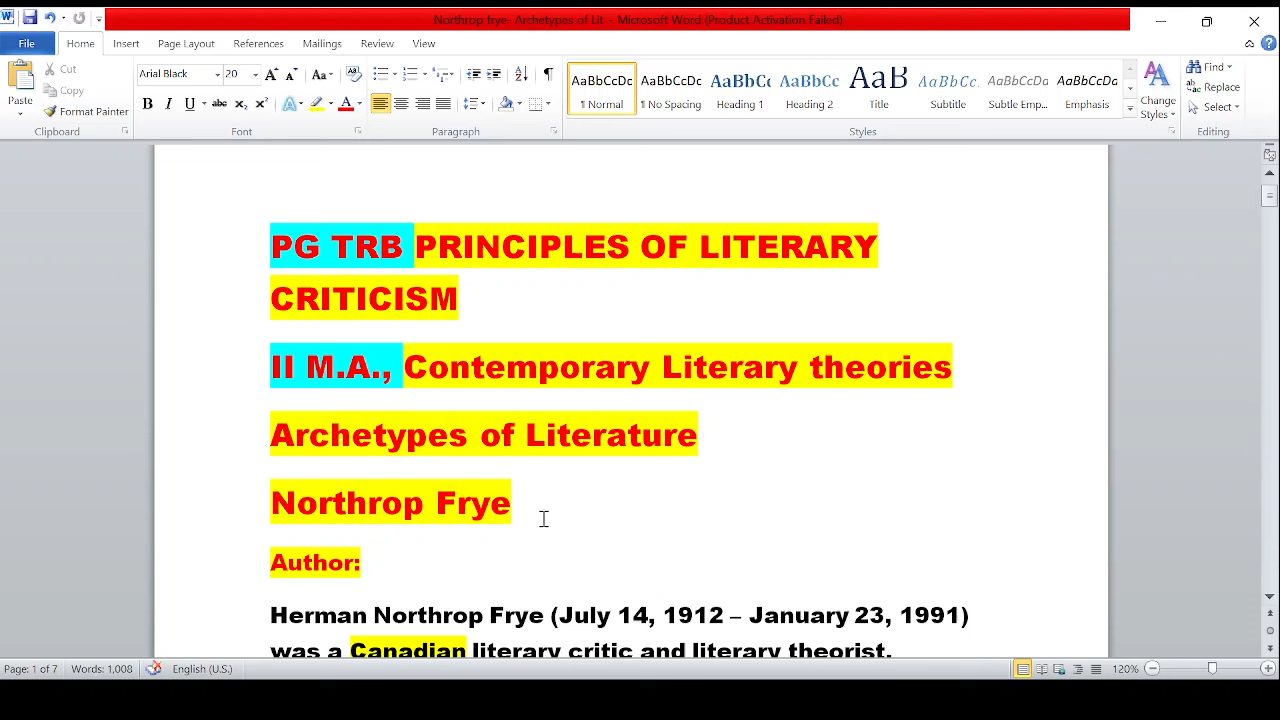 Northrop frye- Archetypes of Lit - Microsoft Word (Product Activation Failed)
File Home Insert Page Layout References Mailings Review View
Paste
Cut
Copy
Format Painter
Clipboard
Arial Black 20
Font
Paragraph
AaBbCcDc AaBbCcDc AaBbCc AaBbCc AaB AaBbCc. AaBbCcDc AaBbCcDc
¶ Normal ¶ No Spacing Heading 1 Heading 2 Title Subtitle Subtle Em... Emphasis
Change
Styles
Styles
Find
Replace
Select
Editing
PG TRB PRINCIPLES OF LITERARY
CRITICISM
II M.A., Contemporary Literary theories
Archetypes of Literature
Northrop Frye
Author:
Herman Northrop Frye (July 14, 1912 – January 23, 1991)
was a Canadian literary critic and literary theorist.
Page: 1 of 7 Words: 1,008 English (U.S.) 120%